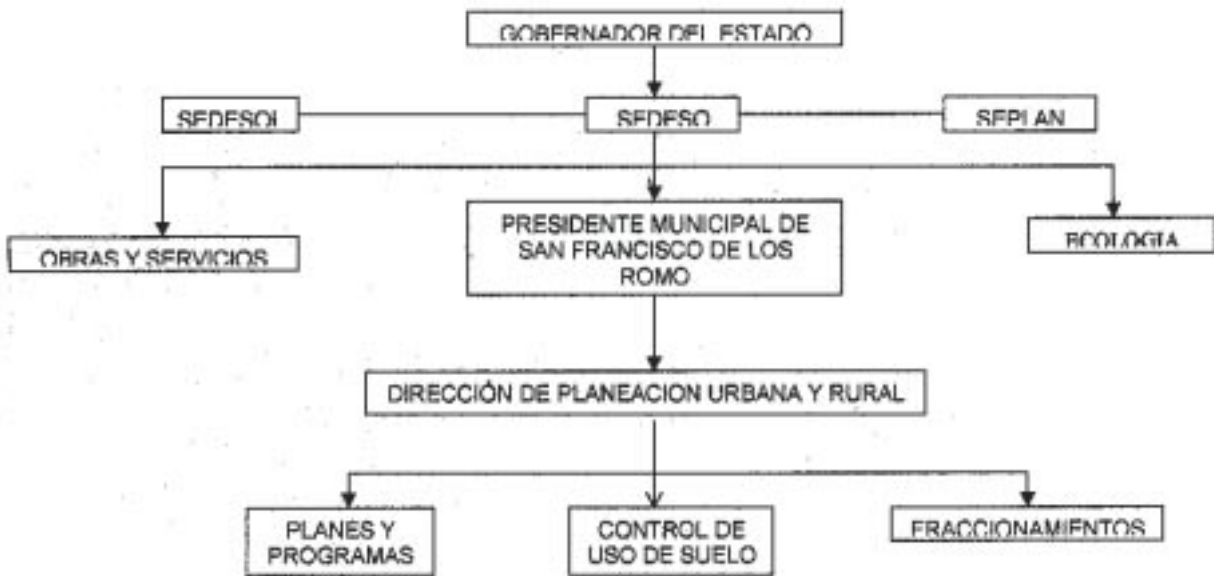 GOBERNADOR DEL ESTADO
SEDESOL
SEDESO
SEPLAN
PRESIDENTE MUNICIPAL DE
SAN FRANCISCO DE LOS
ROMO
OBRAS Y SERVICIOS
ECOLOGIA
DIRECCIÓN DE PLANEACION URBANA Y RURAL
PLANES Y
PROGRAMAS
CONTROL DE
USO DE SUELO
FRACCIONAMIENTOS